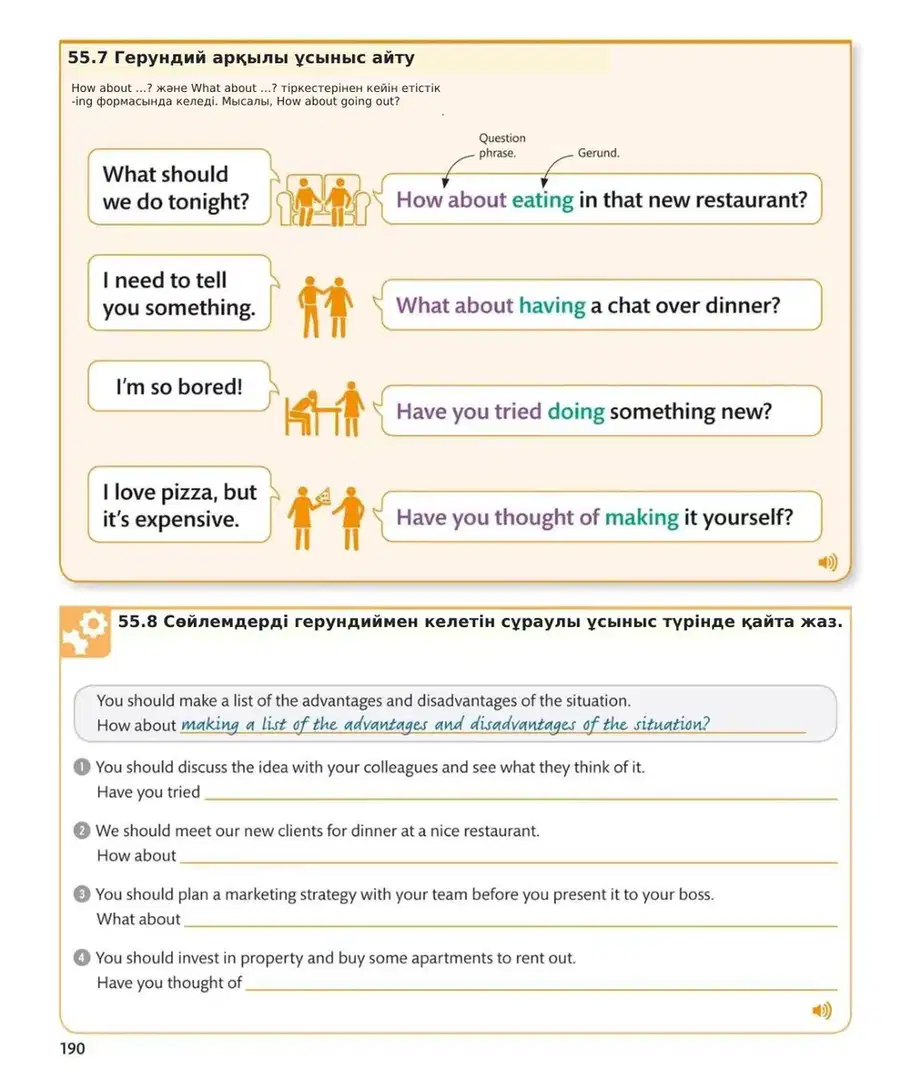 55.7 Герундий арқылы ұсыныс айту
How about ...? және What about ...? тіркестерінен кейін етістік
-ing формасында келеді. Мысалы, How about going out?
Question
phrase.
Gerund.
What should
we do tonight?
How about eating in that new restaurant?
I need to tell
you something.
What about having a chat over dinner?
I'm so bored!
Have you tried doing something new?
I love pizza, but
it's expensive.
Have you thought of making it yourself?
55.8 Сөйлемдерді герундиймен келетін сұраулы ұсыныс түрінде қайта жаз.
You should make a list of the advantages and disadvantages of the situation.
How about making a list of the advantages and disadvantages of the situation?
1 You should discuss the idea with your colleagues and see what they think of it.
Have you tried
2 We should meet our new clients for dinner at a nice restaurant.
How about
3 You should plan a marketing strategy with your team before you present it to your boss.
What about
4 You should invest in property and buy some apartments to rent out.
Have you thought of
190